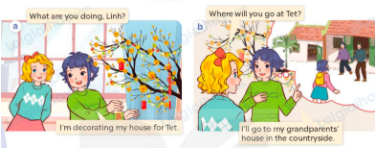 What are you doing, Linh?
a
I'm decorating my house for Tet.
Where will you go at Tet?
b
I'll go to my grandparents'
house in the countryside.